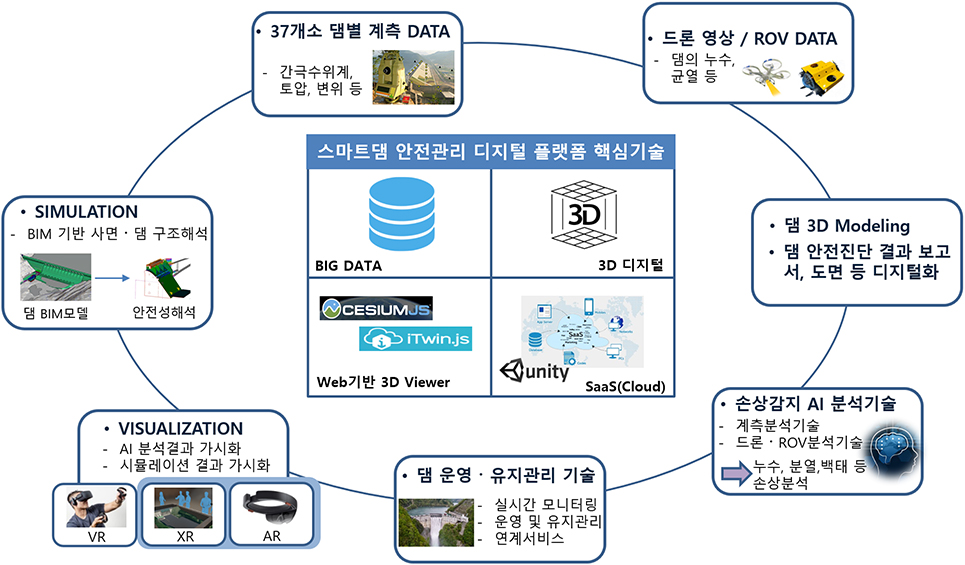 • 37개소 댐별 계측 DATA
- 간극수위계,
토압, 변위 등
• 드론 영상 / ROV DATA
- 댐의 누수,
균열 등
스마트댐 안전관리 디지털 플랫폼 핵심기술
BIG DATA
3D
3D 디지털
CESIUMJS
iTwin.js
Web기반 3D Viewer
SaaS
unity
SaaS(Cloud)
• SIMULATION
- BIM 기반 사면 · 댐 구조해석
댐 BIM모델
안전성해석
• 댐 3D Modeling
• 댐 안전진단 결과 보고
서, 도면 등 디지털화
• VISUALIZATION
- AI 분석결과 가시화
- 시뮬레이션 결과 가시화
VR
XR
AR
• 댐 운영 · 유지관리 기술
- 실시간 모니터링
- 운영 및 유지관리
- 연계서비스
• 손상감지 AI 분석기술
- 계측분석기술
- 드론 · ROV분석기술
누수, 분열,백태 등
손상분석